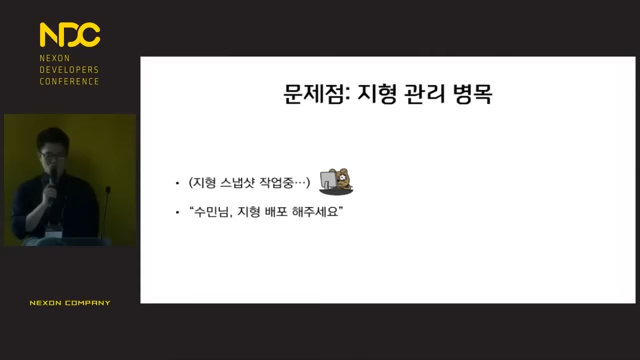 NDC
NEXON
DEVELOPERS
CONFERENCE
문제점: 지형 관리 병목
• (지형 스냅샷 작업중…)
• “수민님, 지형 배포 해주세요”
NEXON COMPANY